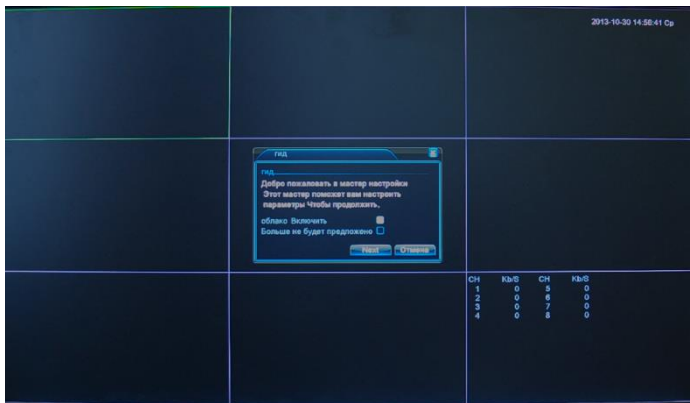 2013-10-30 14:56:41 Ср
гид
гид
Добро пожаловать в мастер настройки
Этот мастер поможет вам настроить
параметры Чтобы продолжить,
облако Включить
Больше не будет предложено
Next Отмена
CH Kb/S CH Kb/S
1 0 5 0
2 0 6 0
3 0 7 0
4 0 8 0